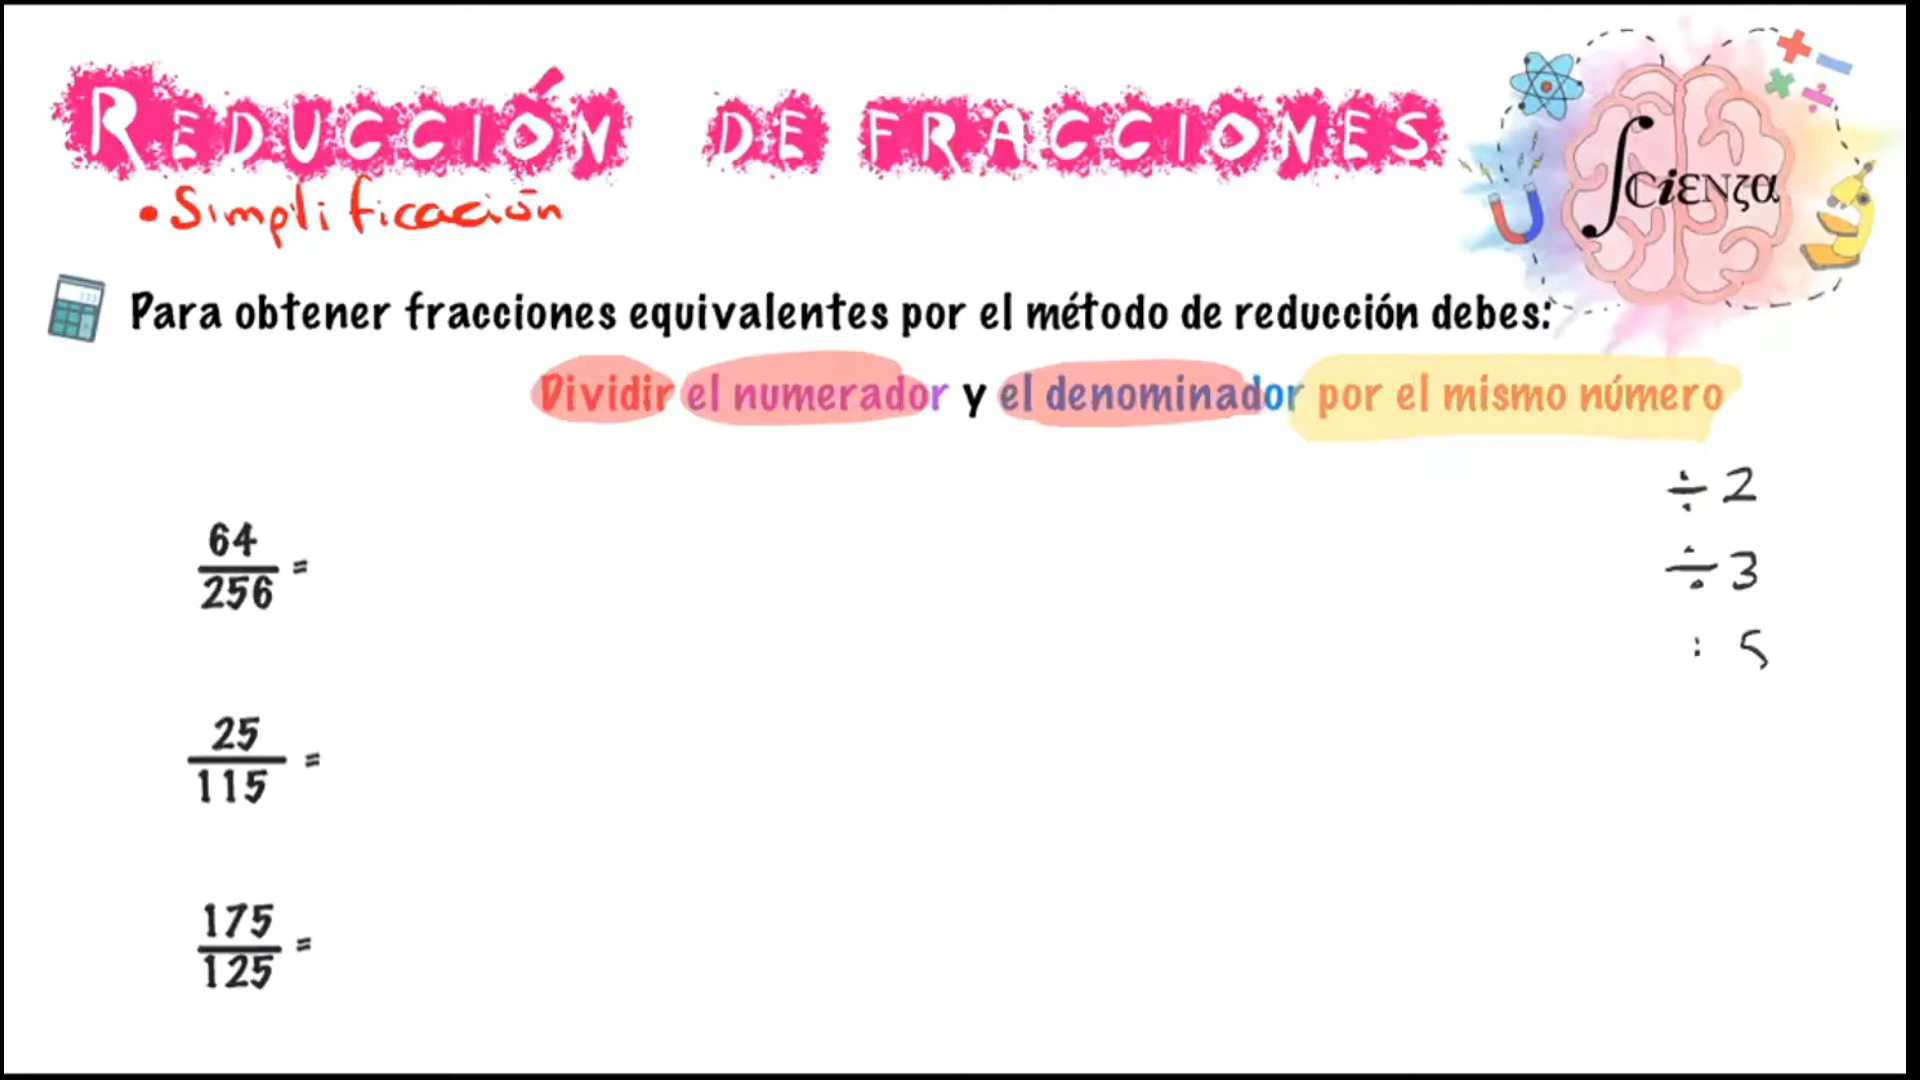 REDUCCIÓN DE FRACCIONES
• Simplificación
∫CiENζα
Para obtener fracciones equivalentes por el método de reducción debes:
Dividir el numerador y el denominador por el mismo número
÷ 2
64
256 =
÷ 3
: 5
25
115 =
175
125 =